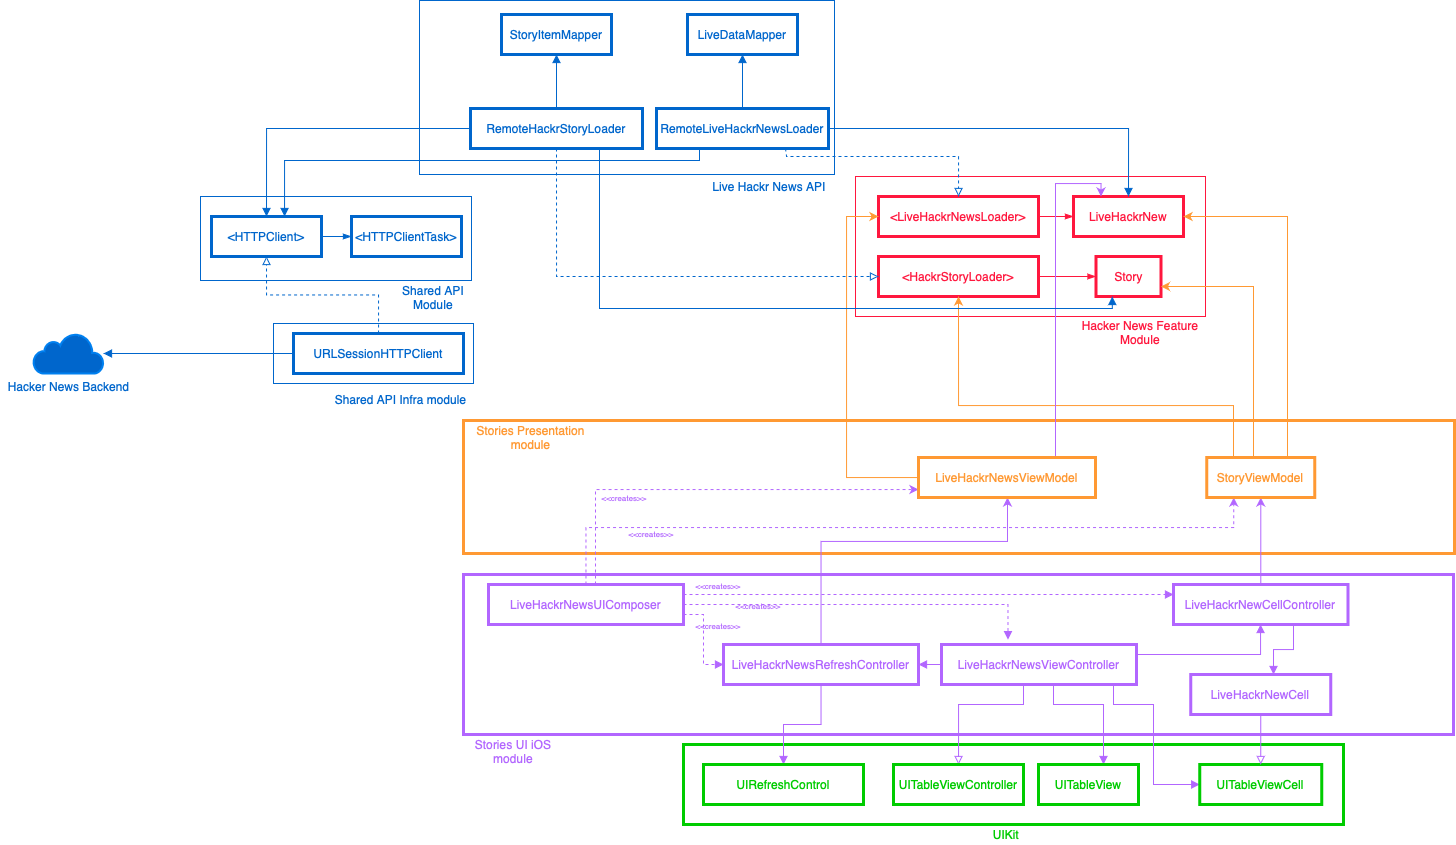 StoryItemMapper
LiveDataMapper
RemoteHackrStoryLoader
RemoteLiveHackrNewsLoader
Live Hackr News API
<HTTPClient>
<HTTPClientTask>
Shared API
Module
<LiveHackrNewsLoader>
LiveHackrNew
<HackrStoryLoader>
Story
Hacker News Feature
Module
URLSessionHTTPClient
Shared API Infra module
Hacker News Backend
Stories Presentation
module
LiveHackrNewsViewModel
StoryViewModel
<<creates>>
<<creates>>
LiveHackrNewsUIComposer
<<creates>>
<<creates>>
<<creates>>
LiveHackrNewCellController
LiveHackrNewsRefreshController
LiveHackrNewsViewController
LiveHackrNewCell
Stories UI iOS
module
UIRefreshControl
UITableViewController
UITableView
UITableViewCell
UIKit